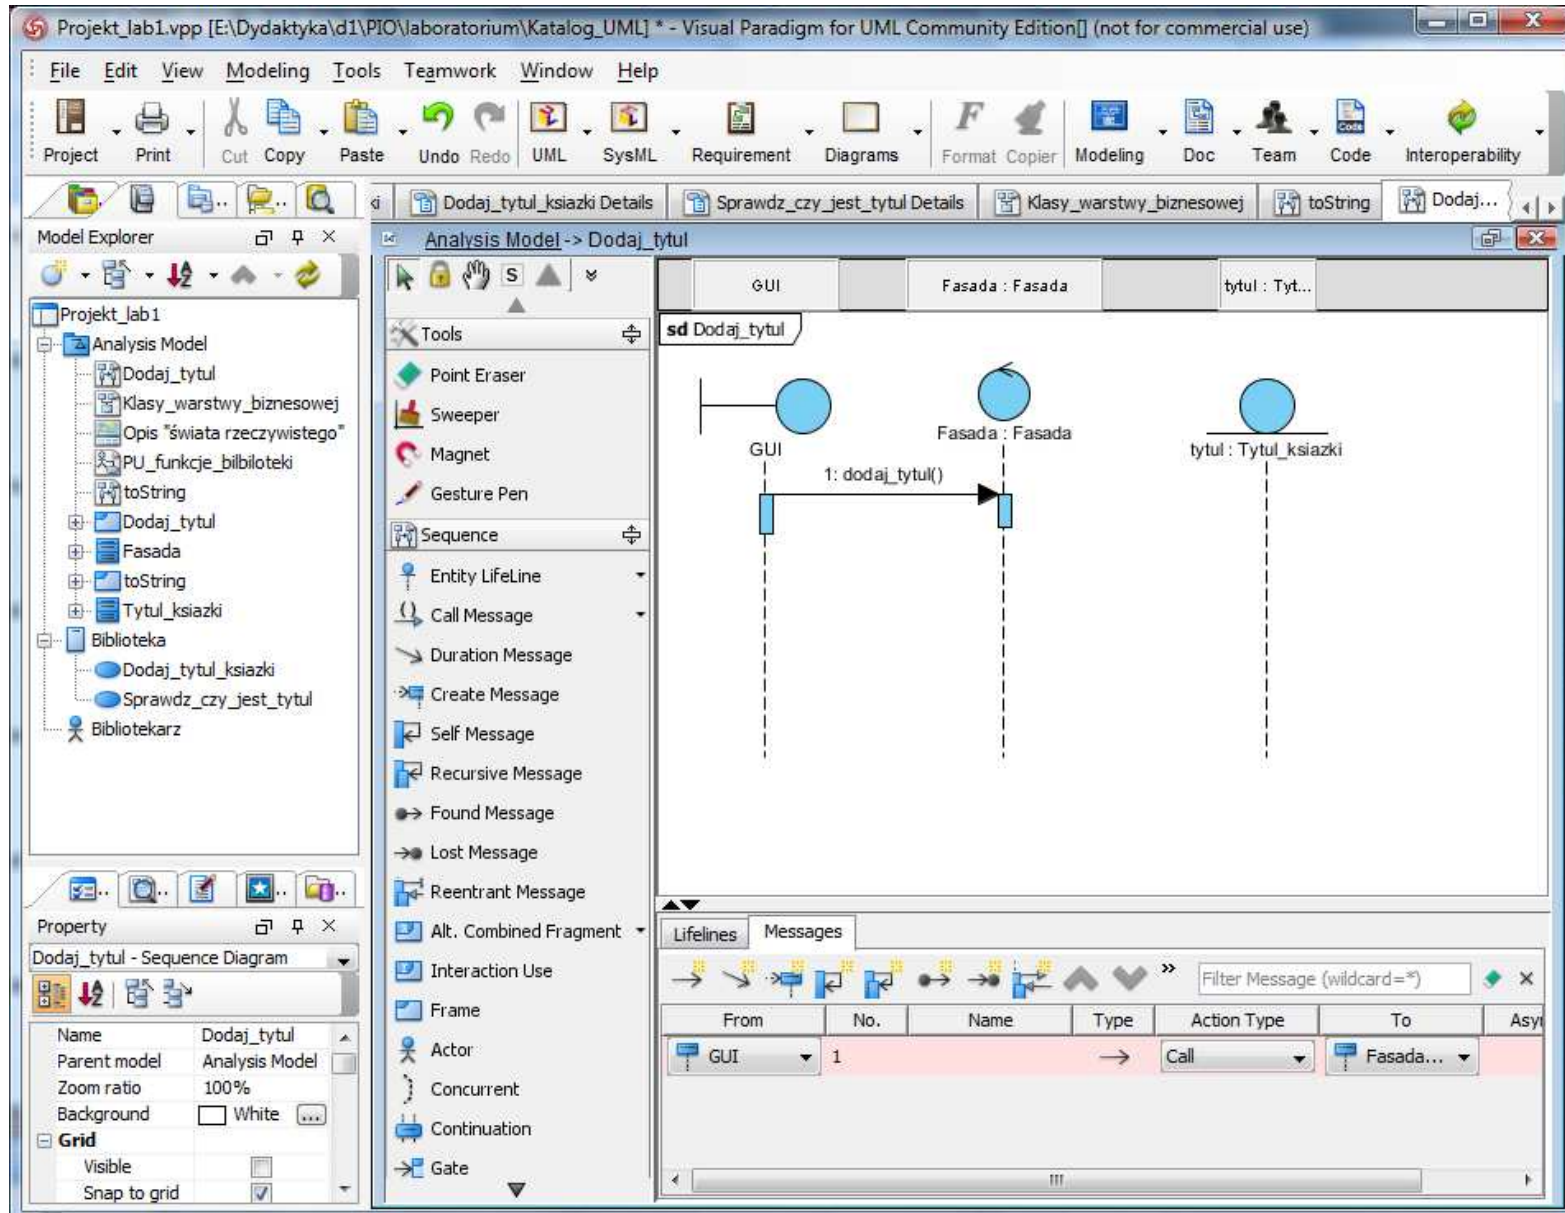 Projekt_lab1.vpp [E:\Dydaktyka\d1\PIO\laboratorium\Katalog_UML] * - Visual Paradigm for UML Community Edition[] (not for commercial use)
File Edit View Modeling Tools Teamwork Window Help
Project Print Cut Copy Paste Undo Redo UML SysML Requirement Diagrams Format Copier Modeling Doc Team Code Interoperability
ki Dodaj_tytul_ksiazki Details Sprawdz_czy_jest_tytul Details Klasy_warstwy_biznesowej toString Dodaj...
Model Explorer
Projekt_lab1
Analysis Model
Dodaj_tytul
Klasy_warstwy_biznesowej
Opis "świata rzeczywistego"
PU_funkcje_bilbiloteki
toString
Dodaj_tytul
Fasada
toString
Tytul_ksiazki
Biblioteka
Dodaj_tytul_ksiazki
Sprawdz_czy_jest_tytul
Bibliotekarz
Property
Dodaj_tytul - Sequence Diagram
Name Dodaj_tytul
Parent model Analysis Model
Zoom ratio 100%
Background White ...
Grid
Visible
Snap to grid
Analysis Model -> Dodaj_tytul
S
Tools
Point Eraser
Sweeper
Magnet
Gesture Pen
Sequence
Entity LifeLine
Call Message
Duration Message
Create Message
Self Message
Recursive Message
Found Message
Lost Message
Reentrant Message
Alt. Combined Fragment
Interaction Use
Frame
Actor
Concurrent
Continuation
Gate
GUI Fasada : Fasada tytul : Tyt...
sd Dodaj_tytul
GUI
Fasada : Fasada
tytul : Tytul_ksiazki
1: dodaj_tytul()
Lifelines Messages
Filter Message (wildcard=*)
From No. Name Type Action Type To Asyn
GUI 1 Call Fasada...